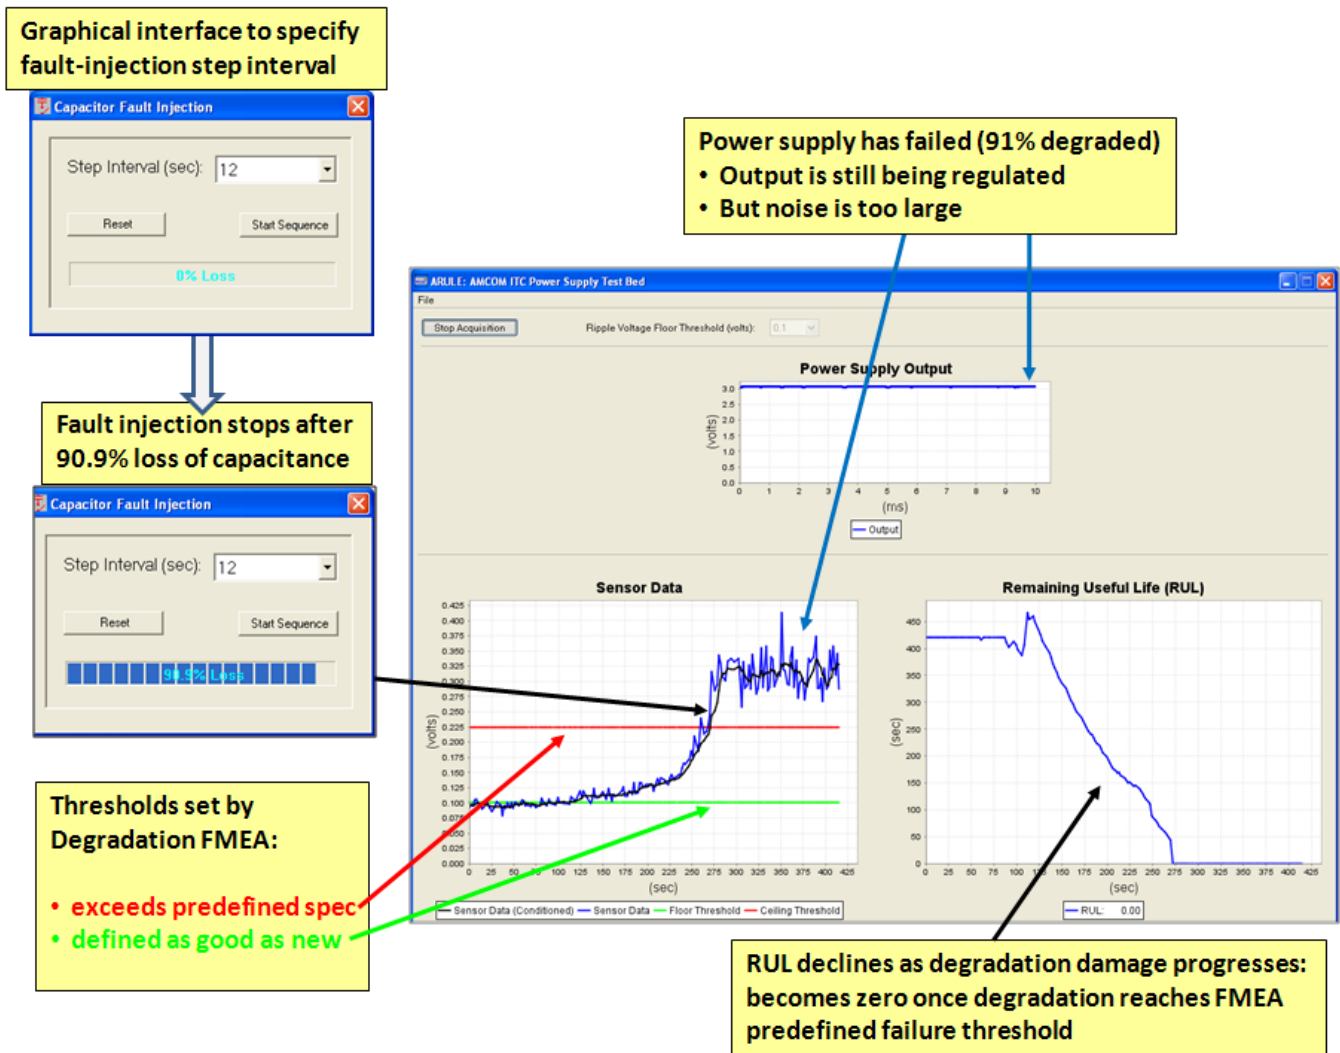 Graphical interface to specify
fault-injection step interval
Capacitor Fault Injection
Step Interval (sec): 12
Reset
Start Sequence
0% Loss
Fault injection stops after
90.9% loss of capacitance
Capacitor Fault Injection
Step Interval (sec): 12
Reset
Start Sequence
90.9% Loss
Thresholds set by
Degradation FMEA:
• exceeds predefined spec
• defined as good as new
Power supply has failed (91% degraded)
• Output is still being regulated
• But noise is too large
ARULE: AMCOM ITC Power Supply Test Bed
File
Stop Acquisition
Ripple Voltage Floor Threshold (volts): 0.1
Power Supply Output
(volts)
3.0
2.5
2.0
1.5
1.0
0.5
0.0
0 1 2 3 4 5 6 7 8 9 10
(ms)
Output
Sensor Data
(volts)
0.425
0.400
0.375
0.350
0.325
0.300
0.275
0.250
0.225
0.200
0.175
0.150
0.125
0.100
0.075
0.050
0.025
0.000
0 25 50 75 100 125 150 175 200 225 250 275 300 325 350 375 400 425
(sec)
Sensor Data (Conditioned) Sensor Data Floor Threshold Ceiling Threshold
Remaining Useful Life (RUL)
(sec)
450
400
350
300
250
200
150
100
50
0
0 25 50 75 100 125 150 175 200 225 250 275 300 325 350 375 400 425
(sec)
RUL: 0.00
RUL declines as degradation damage progresses:
becomes zero once degradation reaches FMEA
predefined failure threshold